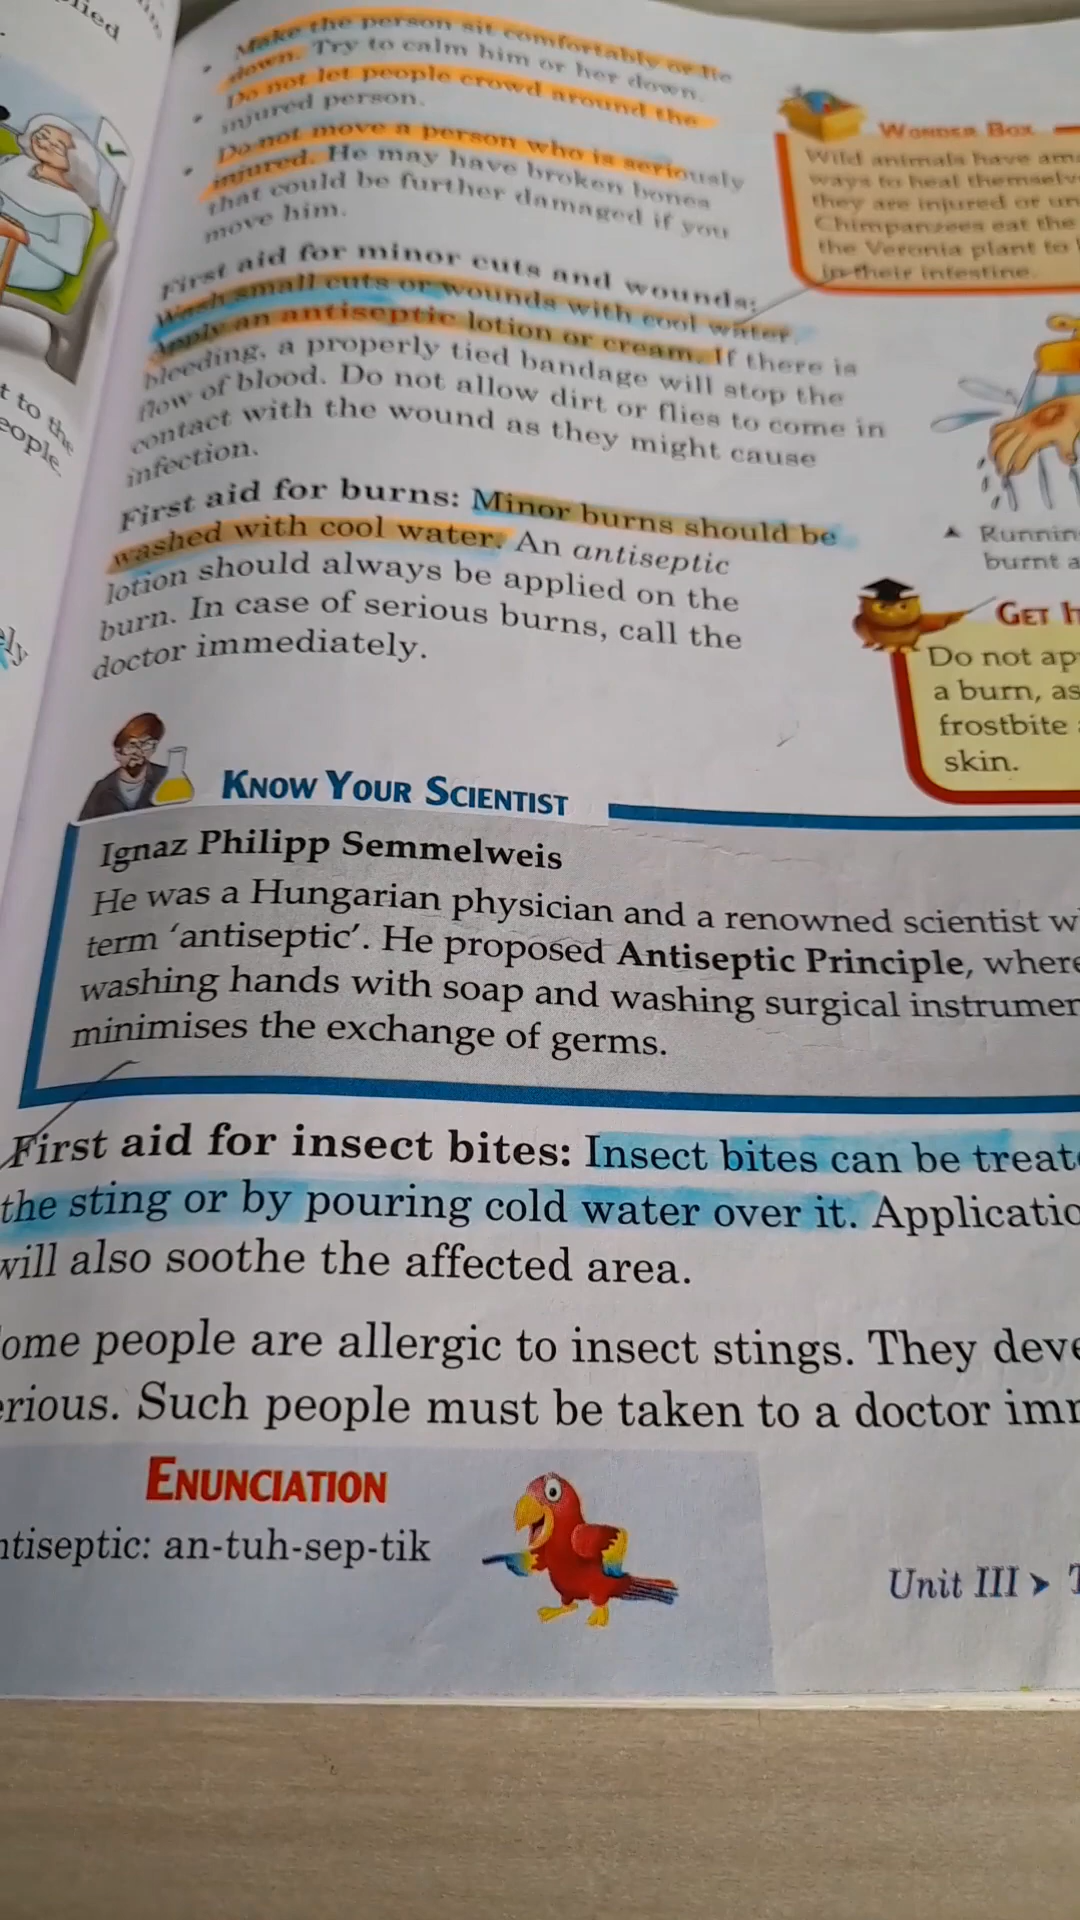 Make the person sit comfortably or lie
down. Try to calm him or her down.
Do not let people crowd around the
injured person.
Do not move a person who is seriously
injured. He may have broken bones
that could be further damaged if you
move him.
First aid for minor cuts and wounds:
Wash small cuts or wounds with cool water.
Apply an antiseptic lotion or cream. If there is
bleeding, a properly tied bandage will stop the
flow of blood. Do not allow dirt or flies to come in
contact with the wound as they might cause
infection.
First aid for burns: Minor burns should be
washed with cool water. An antiseptic
lotion should always be applied on the
burn. In case of serious burns, call the
doctor immediately.
WONDER BOX
Wild animals have ama
ways to heal themselv
they are injured or un
Chimpanzees eat the
the Veronia plant to
in their intestine.
Runnin
burnt a
GET I
Do not ap
a burn, as
frostbite
skin.
KNOW YOUR SCIENTIST
Ignaz Philipp Semmelweis
He was a Hungarian physician and a renowned scientist w
term 'antiseptic'. He proposed Antiseptic Principle, where
washing hands with soap and washing surgical instrumen
minimises the exchange of germs.
First aid for insect bites: Insect bites can be treat
the sting or by pouring cold water over it. Applicatio
will also soothe the affected area.
ome people are allergic to insect stings. They deve
erious. Such people must be taken to a doctor imm
ENUNCIATION
ntiseptic: an-tuh-sep-tik
Unit III
lied
t to the
eople.
ely